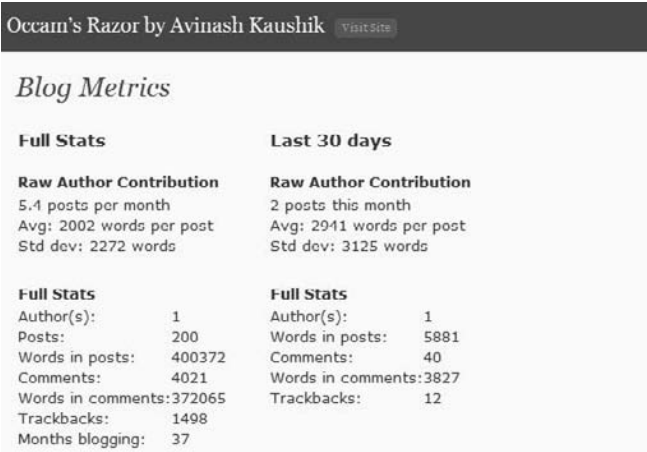 Occam's Razor by Avinash Kaushik Visit Site
Blog Metrics
Full Stats
Raw Author Contribution
5.4 posts per month
Avg: 2002 words per post
Std dev: 2272 words
Full Stats
Author(s): 1
Posts: 200
Words in posts: 400372
Comments: 4021
Words in comments: 372065
Trackbacks: 1498
Months blogging: 37
Last 30 days
Raw Author Contribution
2 posts this month
Avg: 2941 words per post
Std dev: 3125 words
Full Stats
Author(s): 1
Words in posts: 5881
Comments: 40
Words in comments: 3827
Trackbacks: 12